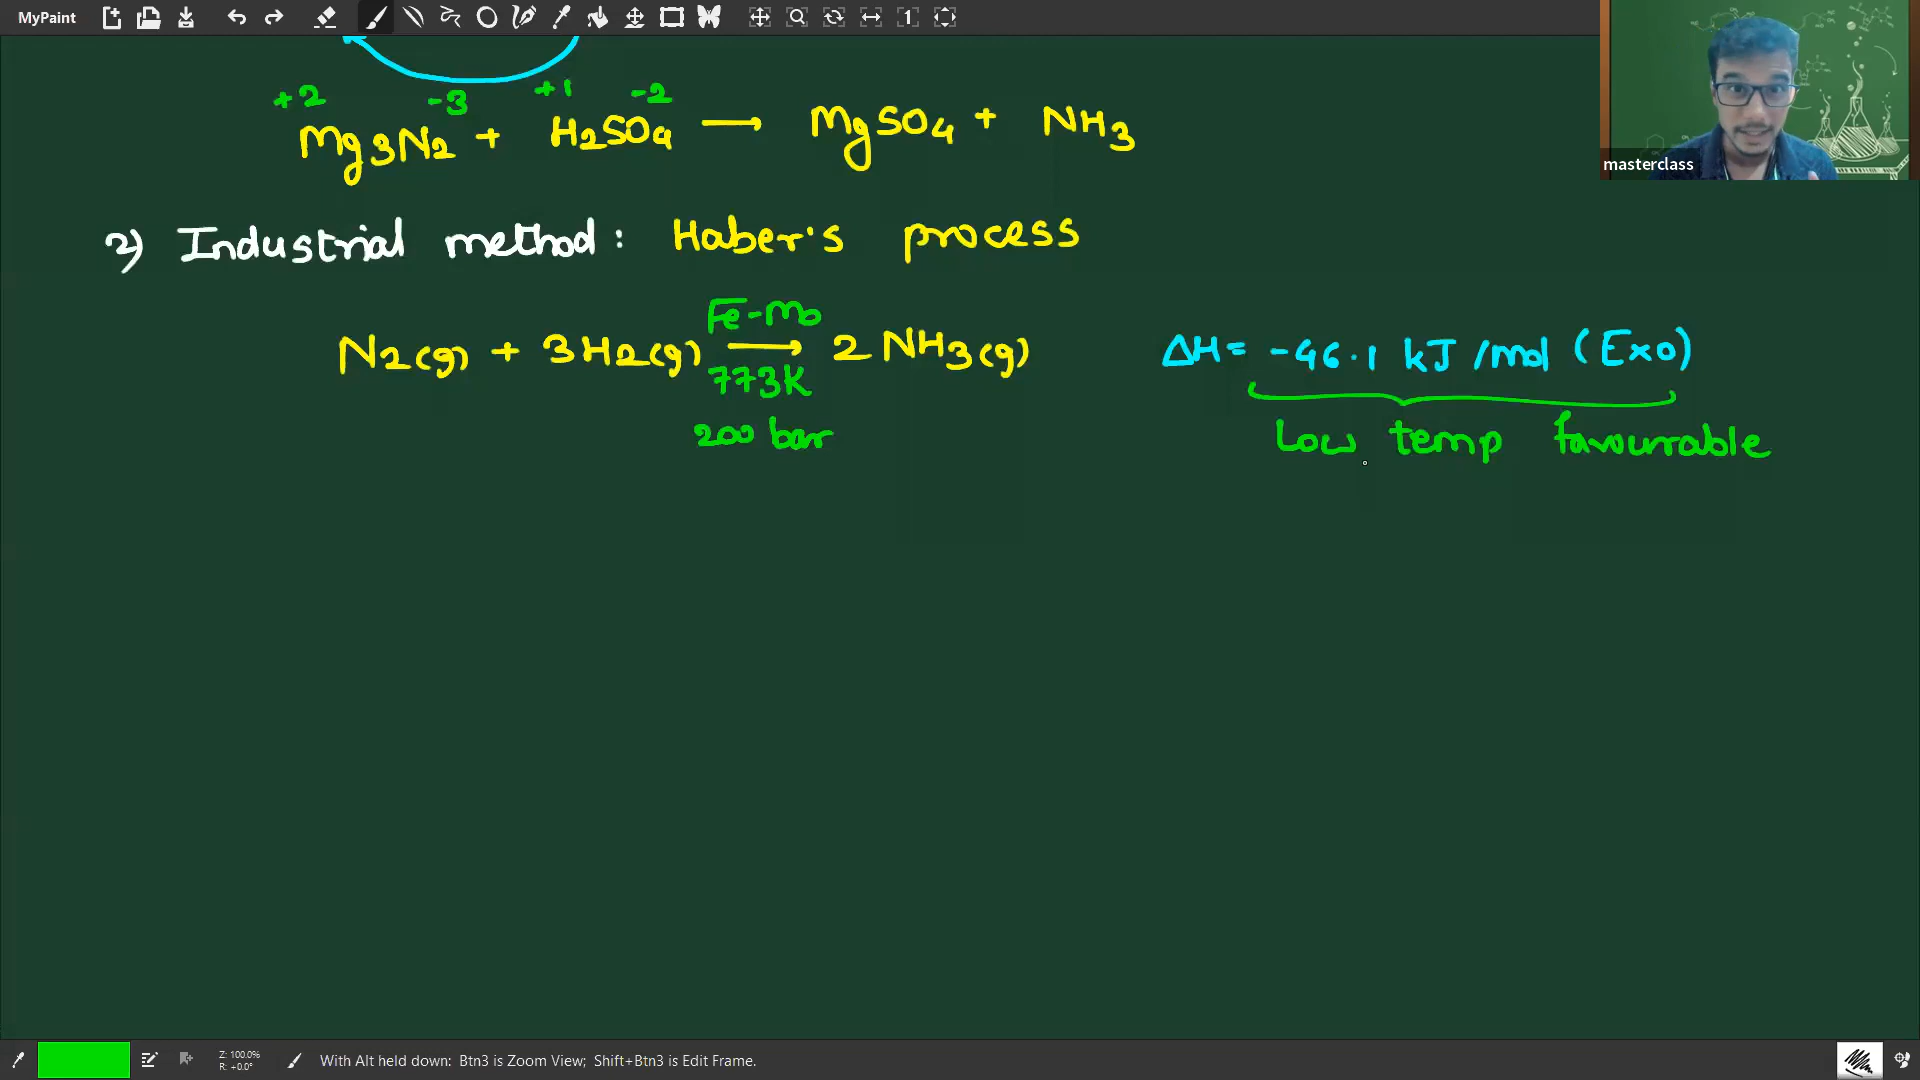 MyPaint
+2 -3 +1 -2
Mg3N2 + H2SO4 → MgSO4 + NH3
masterclass
2) Industrial method: Haber's process
Fe-Mo
N2(g) + 3H2(g) → 2NH3(g) ΔH = -46.1 kJ/mol (Exo)
773K
200 bar
Low temp favourrable
Z: 100.0%
R: +0.0°
With Alt held down: Btn3 is Zoom View; Shift+Btn3 is Edit Frame.